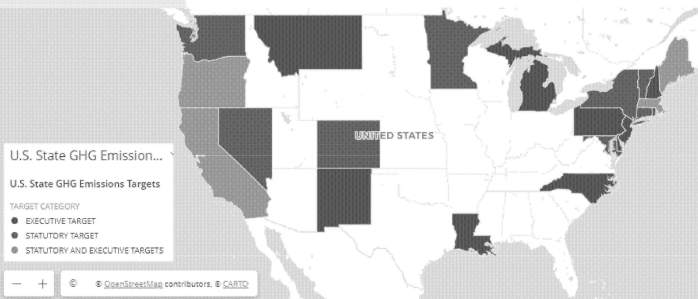 UNITED STATES
U.S. State GHG Emission...
U.S. State GHG Emissions Targets
TARGET CATEGORY
EXECUTIVE TARGET
STATUTORY TARGET
STATUTORY AND EXECUTIVE TARGETS
− + © © OpenStreetMap contributors, © CARTO